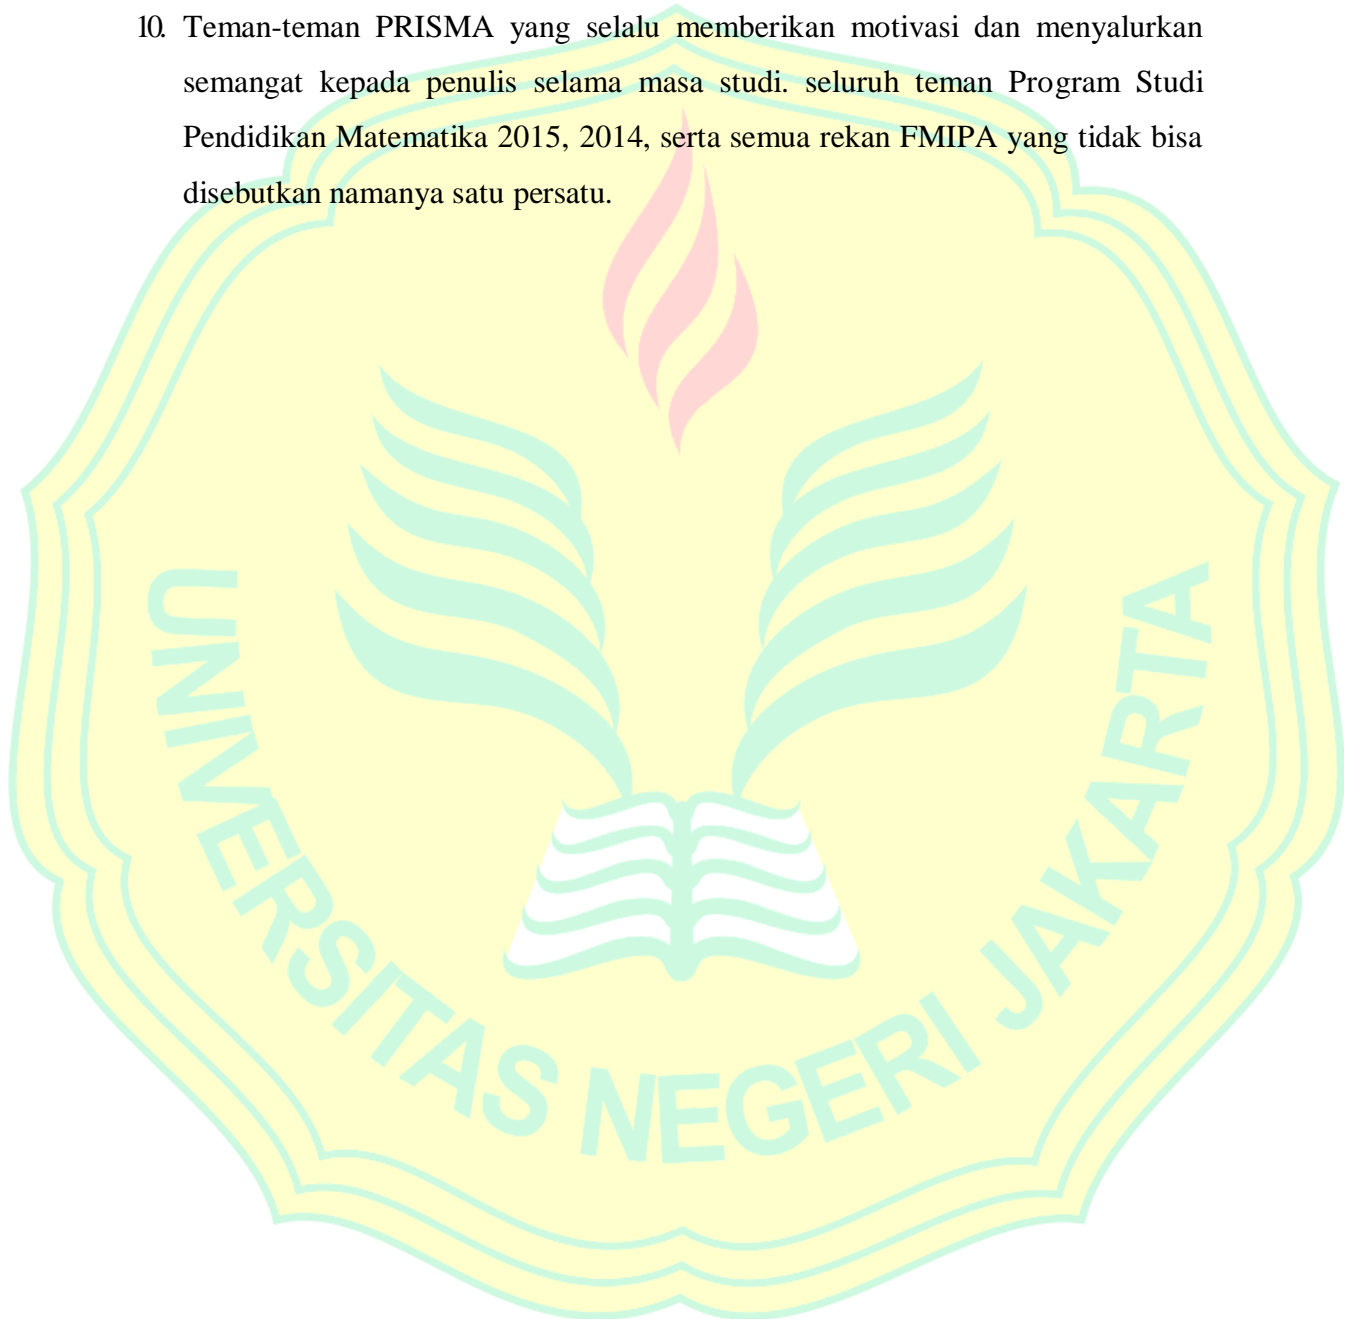 10. Teman-teman PRISMA yang selalu memberikan motivasi dan menyalurkan
semangat kepada penulis selama masa studi. seluruh teman Program Studi
Pendidikan Matematika 2015, 2014, serta semua rekan FMIPA yang tidak bisa
disebutkan namanya satu persatu.
UNIVERSITAS NEGERI JAKARTA